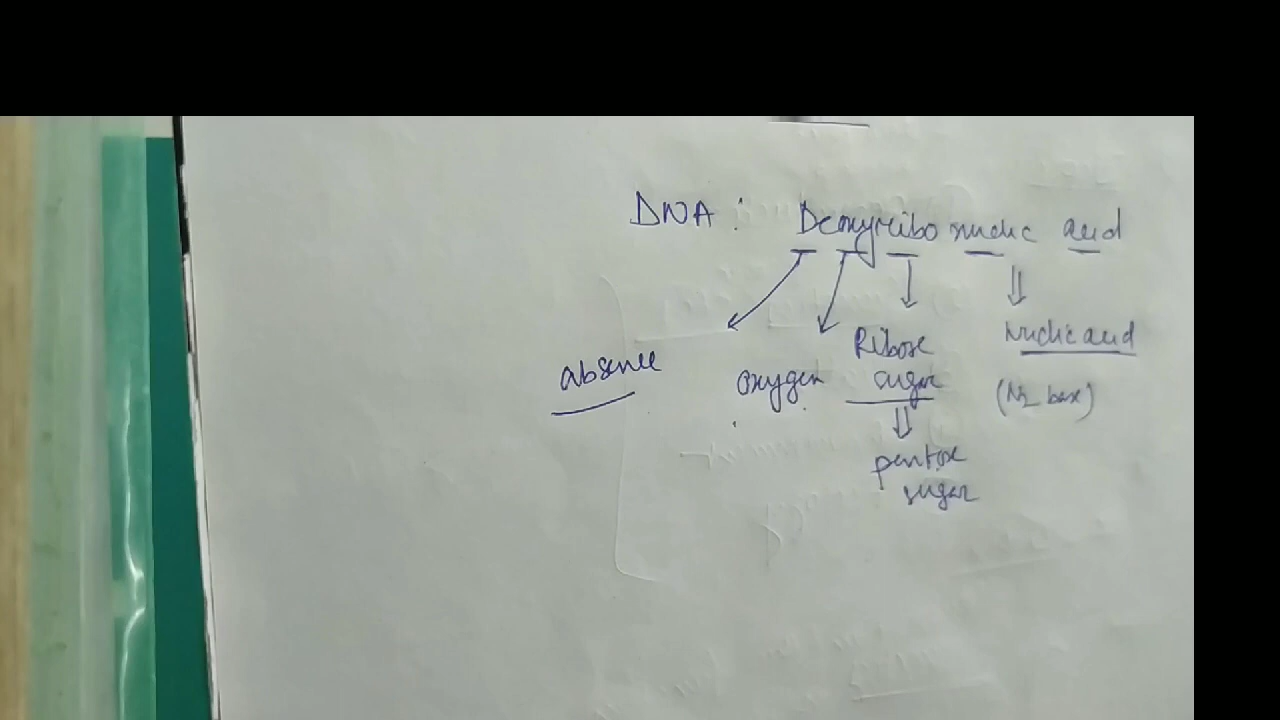 DNA : Deoxyribo nucleic acid
absence
oxygen
Ribose
sugar
pentose
sugar
Nucleic acid
(N2 base)